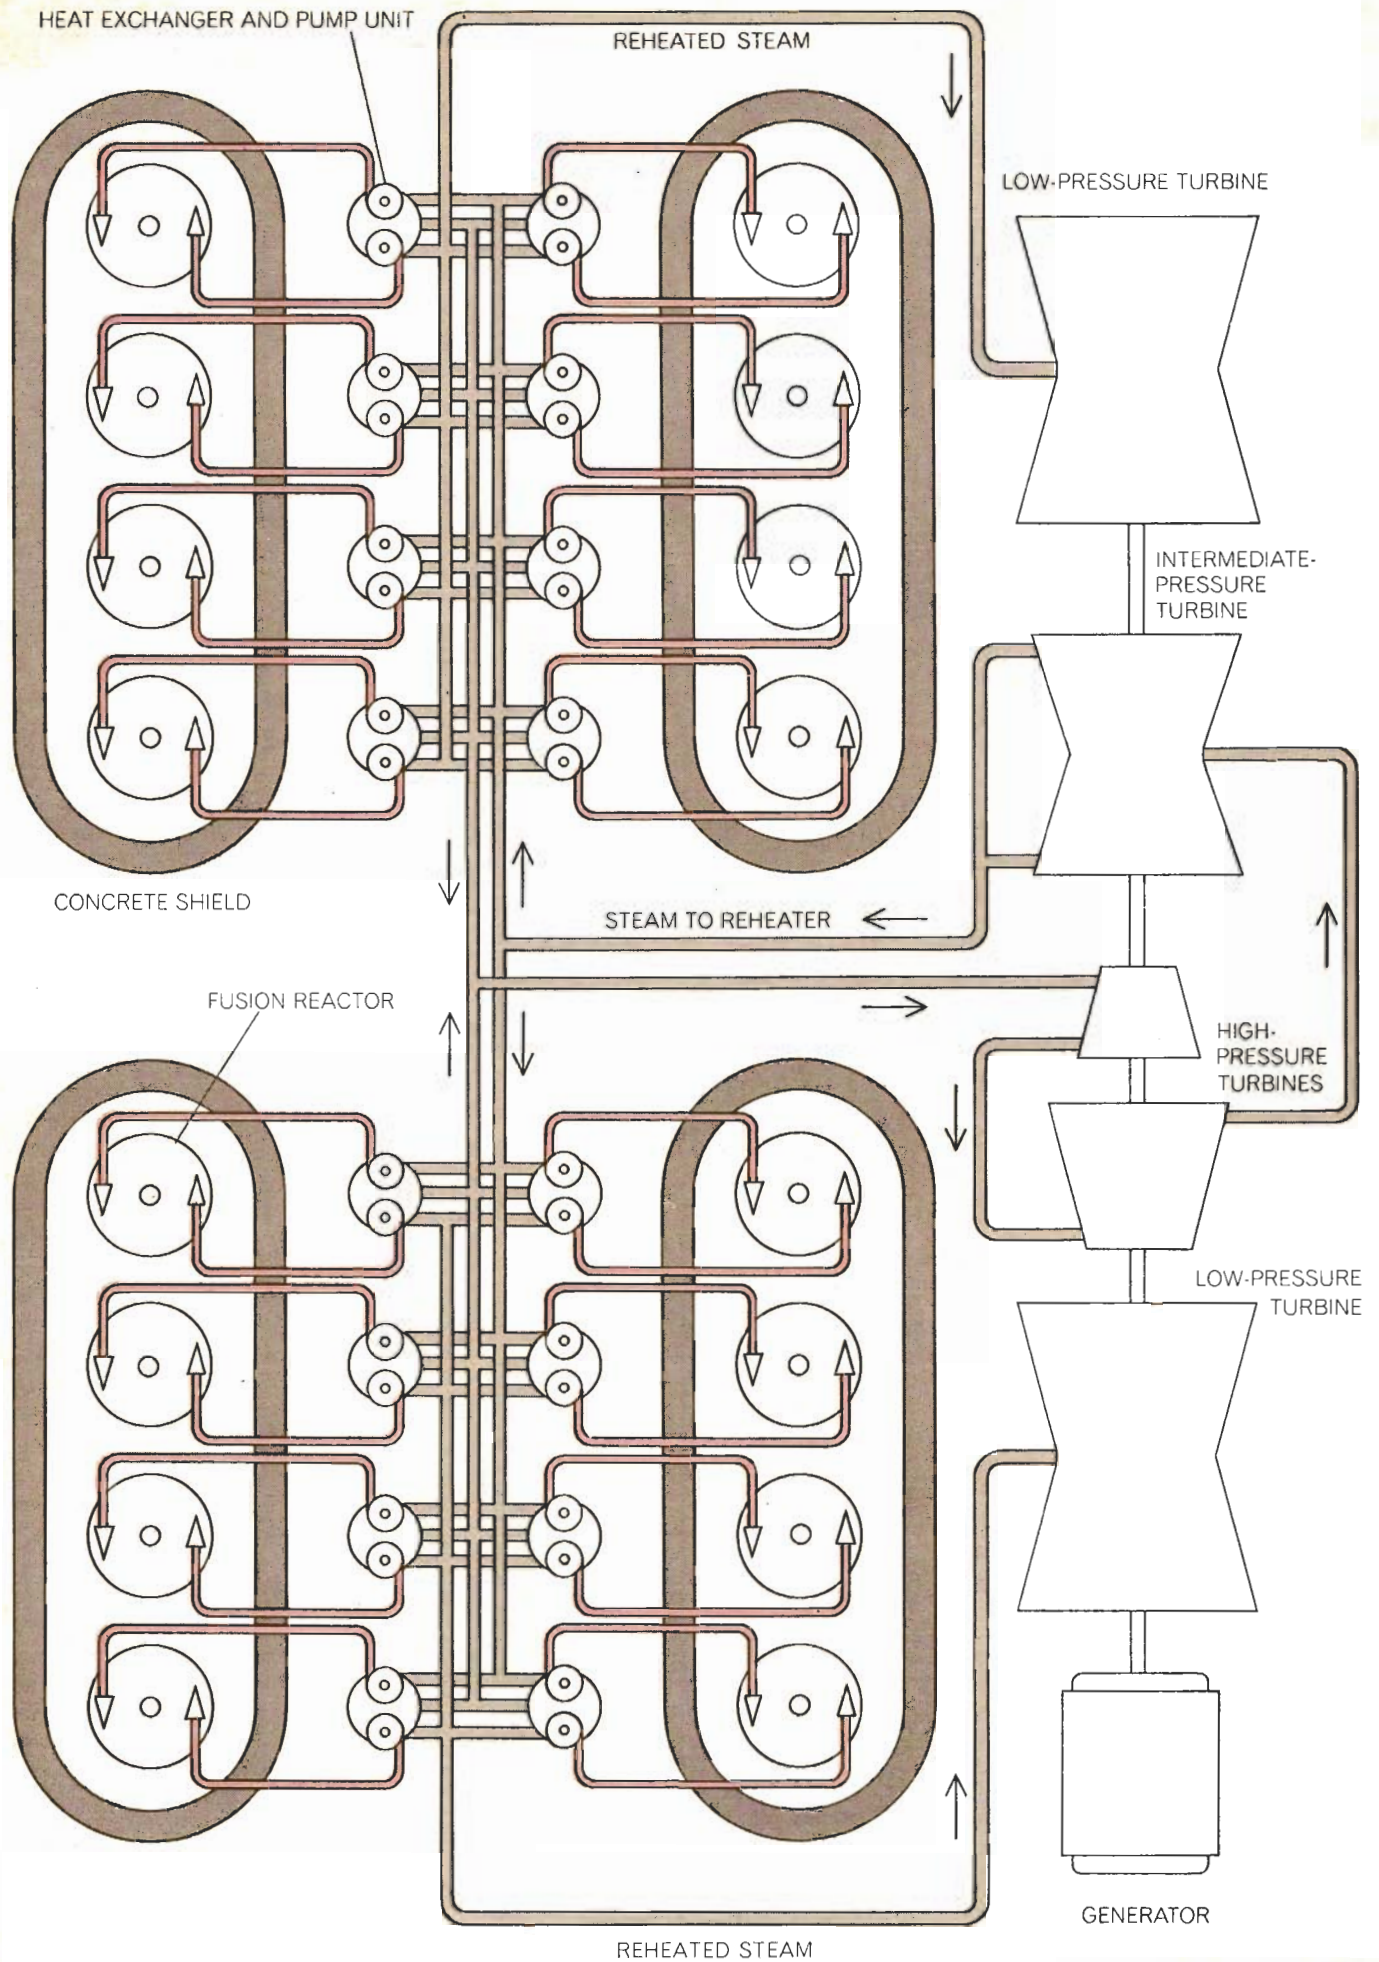 HEAT EXCHANGER AND PUMP UNIT
REHEATED STEAM
LOW-PRESSURE TURBINE
INTERMEDIATE-
PRESSURE
TURBINE
CONCRETE SHIELD
STEAM TO REHEATER
FUSION REACTOR
HIGH-
PRESSURE
TURBINES
LOW-PRESSURE
TURBINE
GENERATOR
REHEATED STEAM